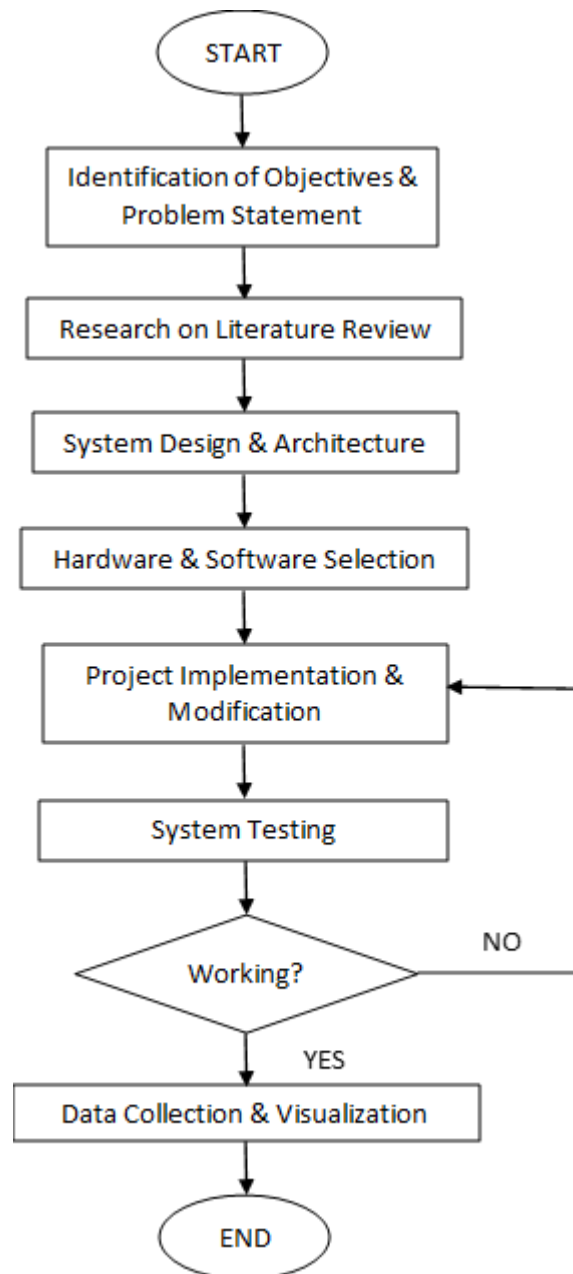 START
Identification of Objectives &
Problem Statement
Research on Literature Review
System Design & Architecture
Hardware & Software Selection
Project Implementation &
Modification
System Testing
Working?
NO
YES
Data Collection & Visualization
END